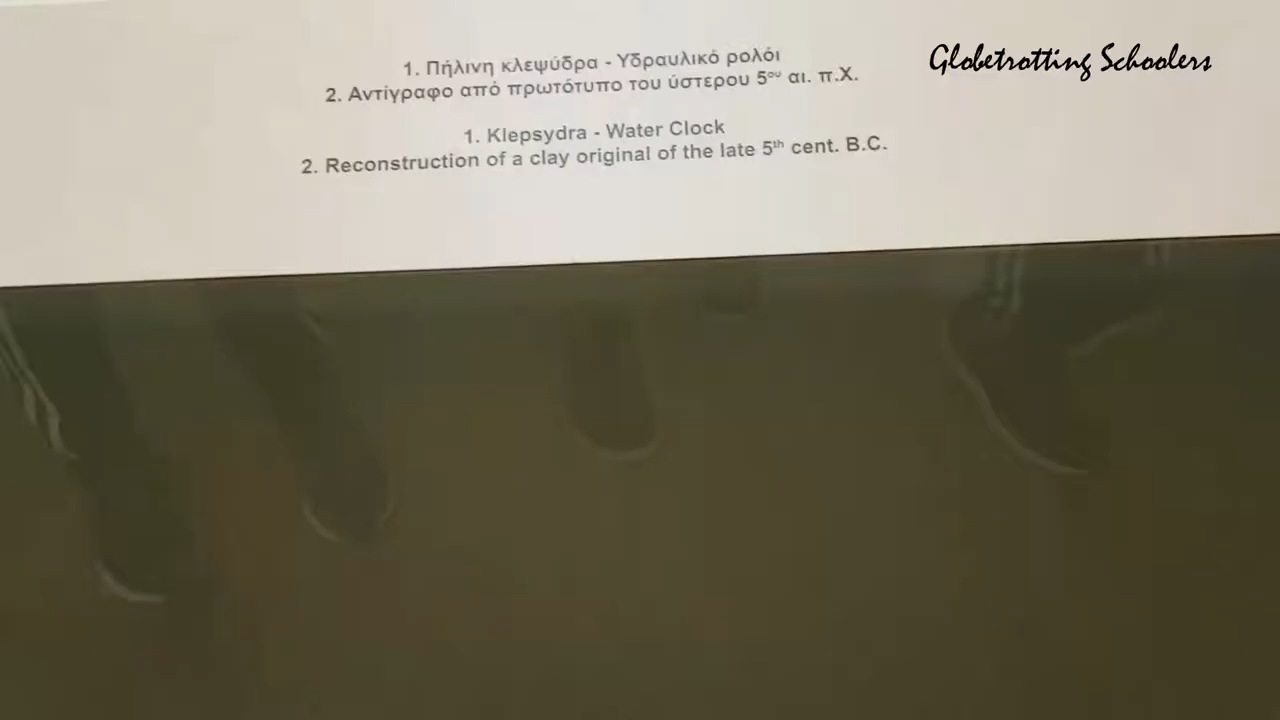 Globetrotting Schoolers
1. Πήλινη κλεψύδρα - Υδραυλικό ρολόι
2. Αντίγραφο από πρωτότυπο του ύστερου 5ου αι. π.Χ.
1. Klepsydra - Water Clock
2. Reconstruction of a clay original of the late 5th cent. B.C.